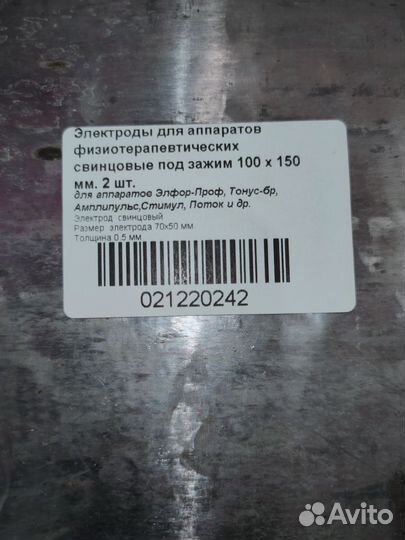 Электроды для аппаратов
физиотерапевтических
свинцовые под зажим 100 х 150
мм. 2 шт.
для аппаратов Элфор-Проф, Тонус-бр,
Амплипульс,Стимул, Поток и др.
Электрод свинцовый
Размер электрода 70х50 мм
Толщина 0.5 мм
021220242
Avito